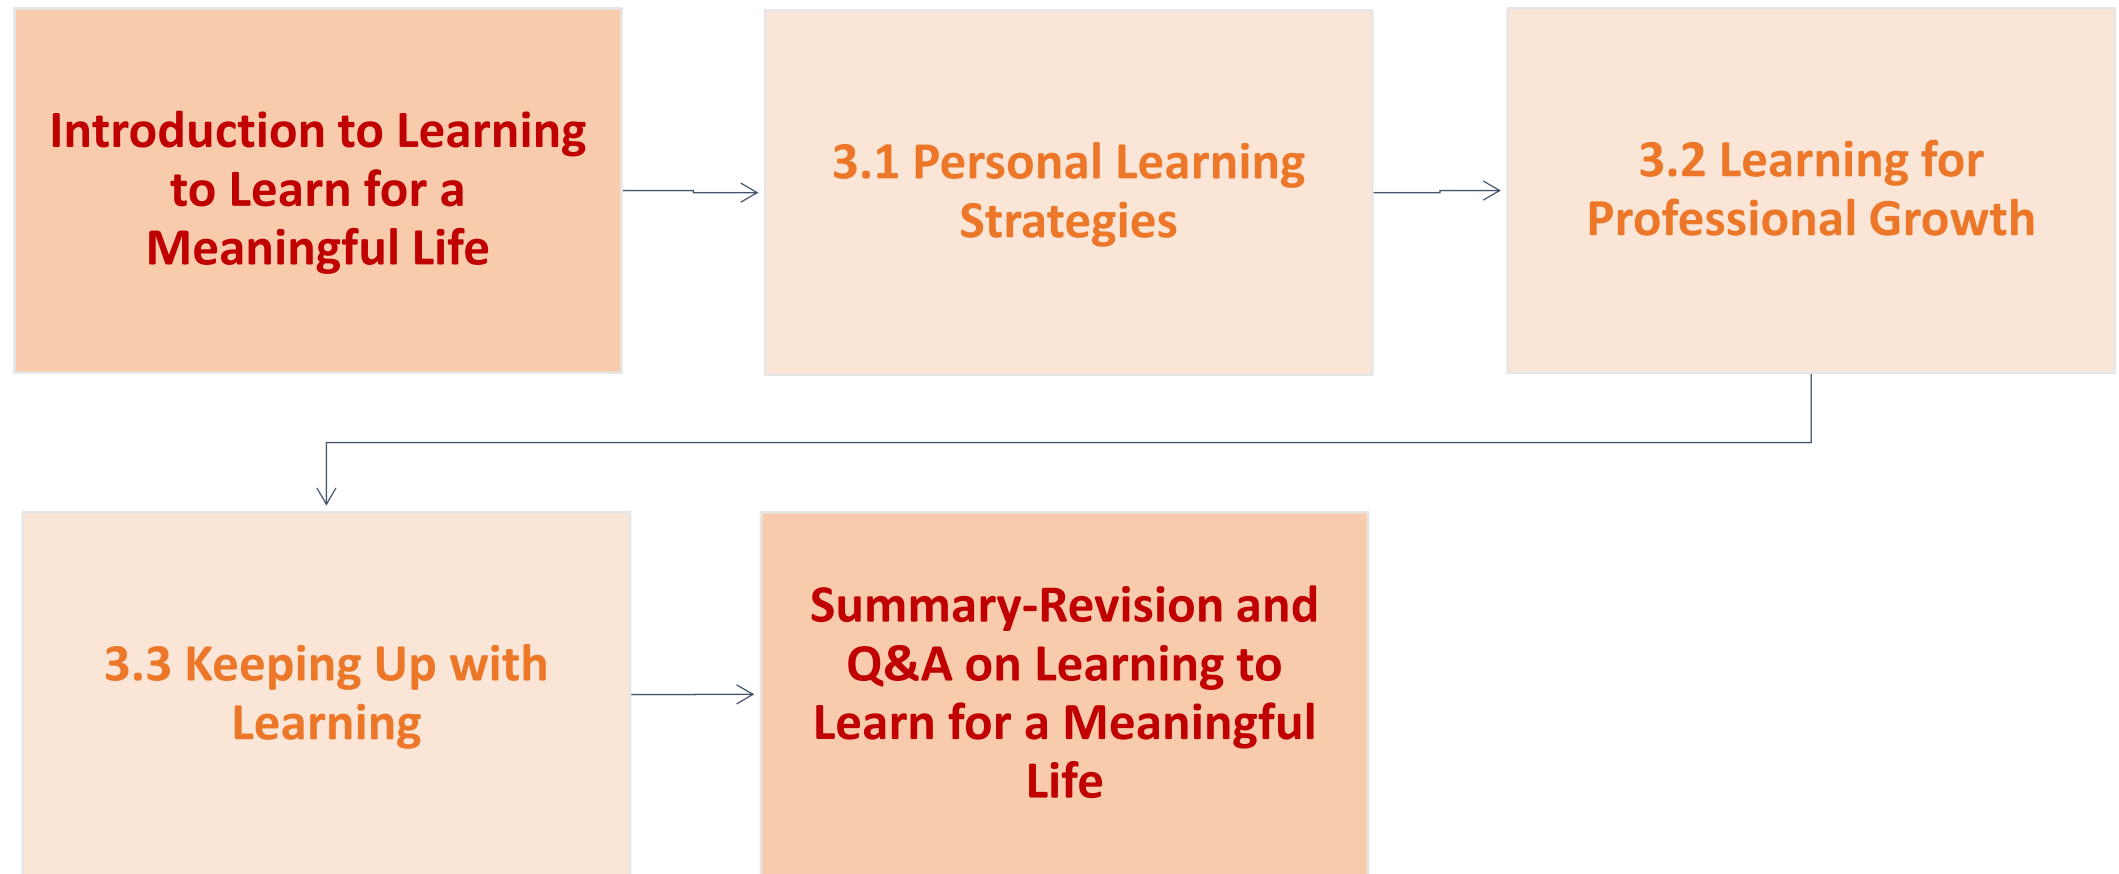 Introduction to Learning
to Learn for a
Meaningful Life
3.1 Personal Learning
Strategies
3.2 Learning for
Professional Growth
3.3 Keeping Up with
Learning
Summary-Revision and
Q&A on Learning to
Learn for a Meaningful
Life